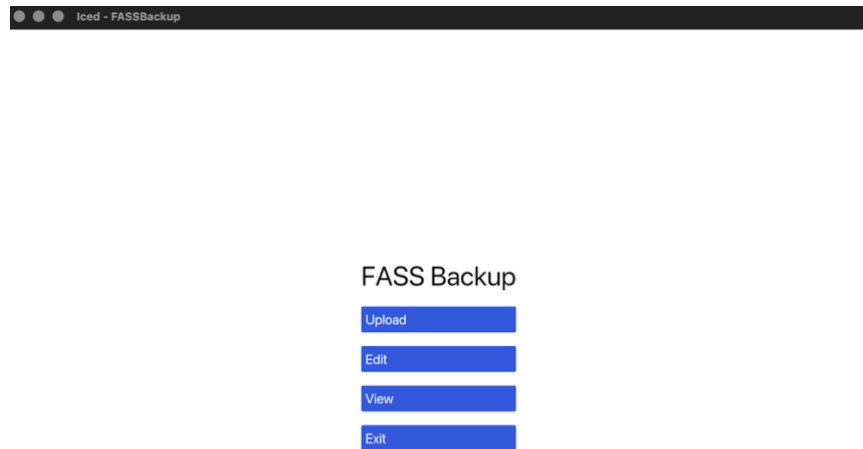 Iced - FASSBackup
FASS Backup
Upload
Edit
View
Exit